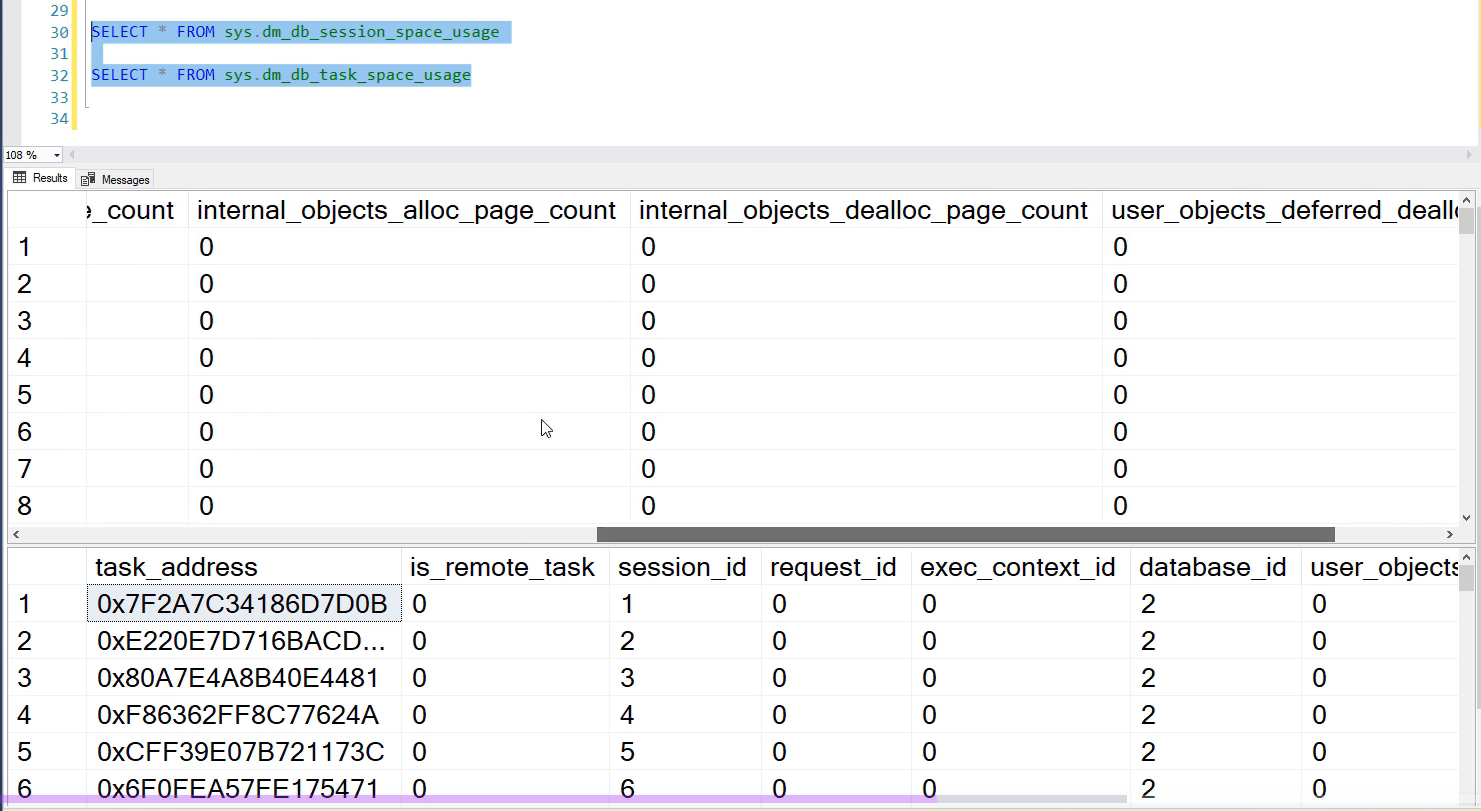 29
30 SELECT * FROM sys.dm_db_session_space_usage
31
32 SELECT * FROM sys.dm_db_task_space_usage
33
34
108 %
Results Messages
e_count internal_objects_alloc_page_count internal_objects_dealloc_page_count user_objects_deferred_deallo
1 0 0 0
2 0 0 0
3 0 0 0
4 0 0 0
5 0 0 0
6 0 0 0
7 0 0 0
8 0 0 0
task_address is_remote_task session_id request_id exec_context_id database_id user_objects
1 0x7F2A7C34186D7D0B 0 1 0 0 2 0
2 0xE220E7D716BACD... 0 2 0 0 2 0
3 0x80A7E4A8B40E4481 0 3 0 0 2 0
4 0xF86362FF8C77624A 0 4 0 0 2 0
5 0xCFF39E07B721173C 0 5 0 0 2 0
6 0x6F0FEA57FE175471 0 6 0 0 2 0